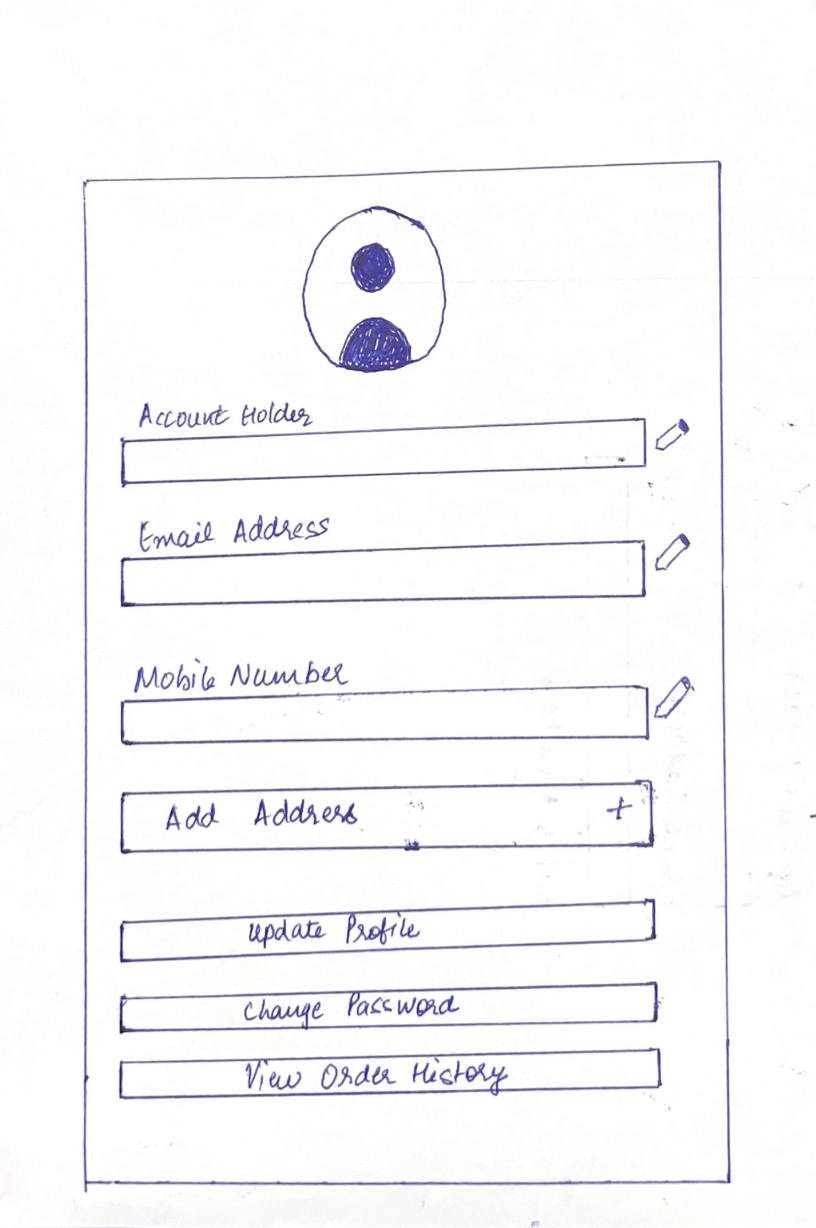 Account Holder
Email Address
Mobile Number
Add Address +
Update Profile
Change Password
View Order History